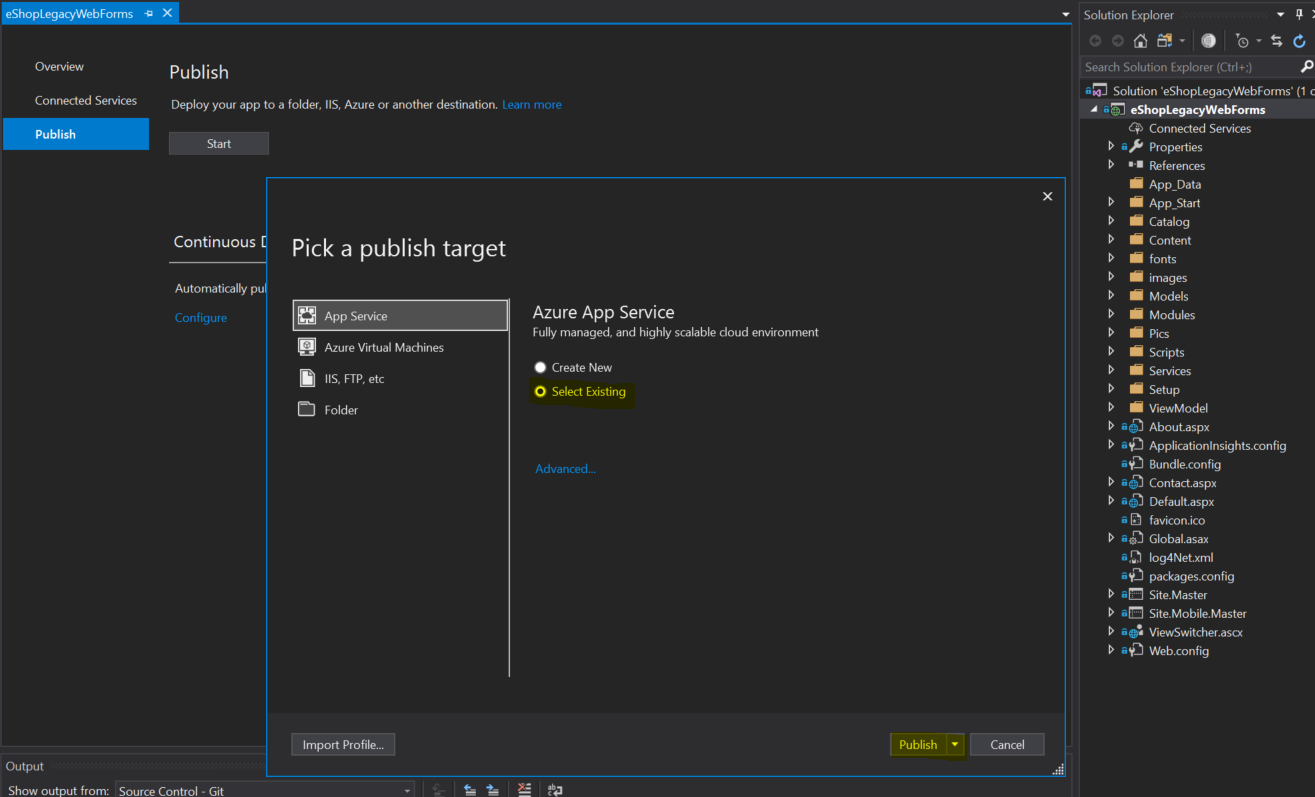 eShopLegacyWebForms
Overview
Connected Services
Publish
Publish
Deploy your app to a folder, IIS, Azure or another destination. Learn more
Start
Continuous
Automatically
Configure
Pick a publish target
App Service
Azure Virtual Machines
IIS, FTP, etc
Folder
Azure App Service
Fully managed, and highly scalable cloud environment
Create New
Select Existing
Advanced...
Import Profile...
Publish
Cancel
Output
Show output from: Source Control - Git
Solution Explorer
Search Solution Explorer (Ctrl+;)
Solution 'eShopLegacyWebForms' (1
eShopLegacyWebForms
Connected Services
Properties
References
App_Data
App_Start
Catalog
Content
fonts
images
Models
Modules
Pics
Scripts
Services
Setup
ViewModel
About.aspx
ApplicationInsights.config
Bundle.config
Contact.aspx
Default.aspx
favicon.ico
Global.asax
log4Net.xml
packages.config
Site.Master
Site.Mobile.Master
ViewSwitcher.ascx
Web.config